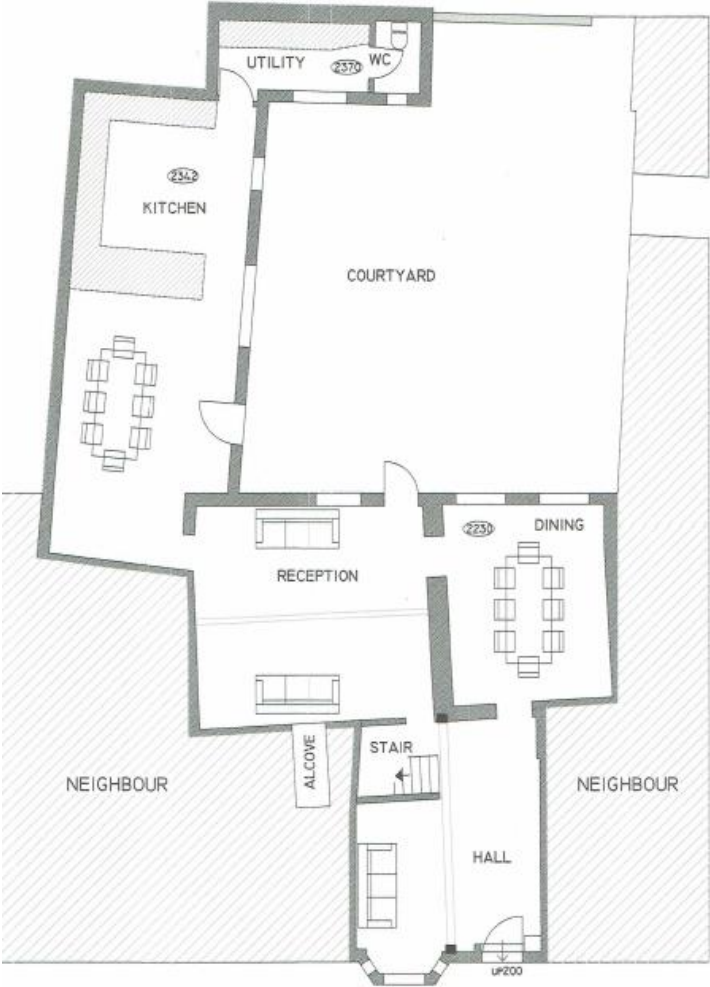 UTILITY
2370
WC
2342
KITCHEN
COURTYARD
2230
DINING
RECEPTION
STAIR
ALCOVE
NEIGHBOUR
NEIGHBOUR
HALL
UP200